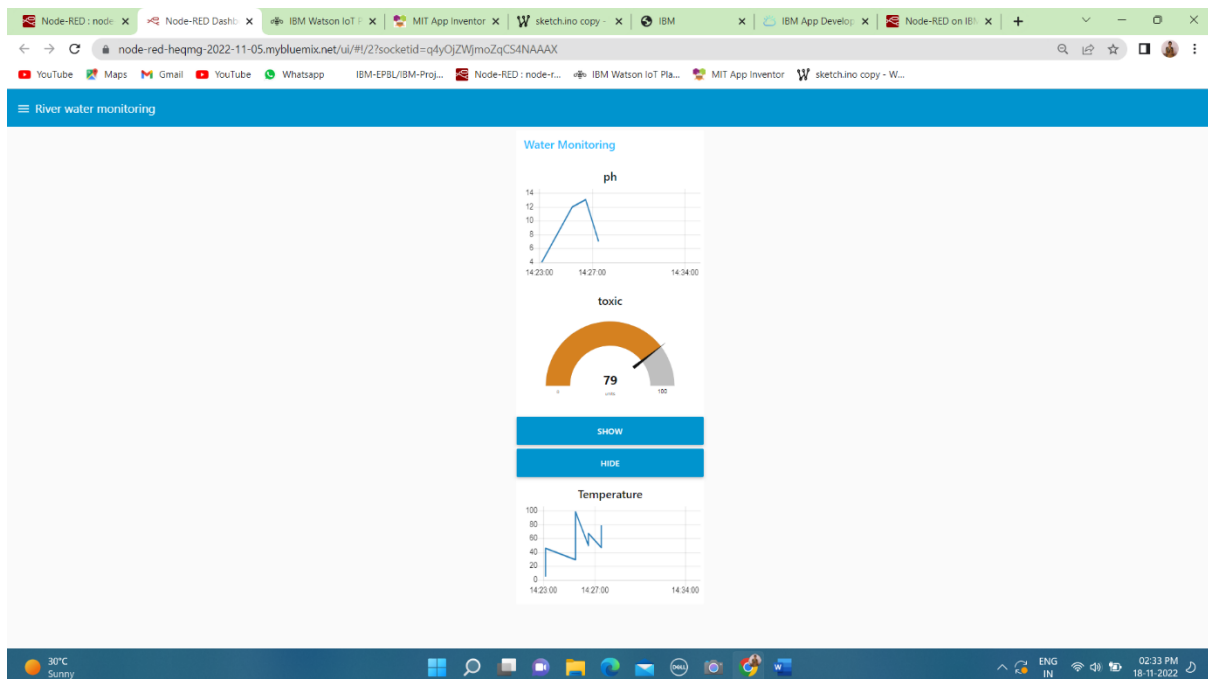 Node-RED : node
Node-RED Dashb
IBM Watson IoT P
MIT App Inventor
sketch.ino copy -
IBM
IBM App Develop
Node-RED on IBM
node-red-heqmg-2022-11-05.mybluemix.net/ui/#!/2?socketid=q4yOjZWjmoZqCS4NAAAX
YouTube
Maps
Gmail
YouTube
Whatsapp
IBM-EPBL/IBM-Proj...
Node-RED : node-r...
IBM Watson IoT Pla...
MIT App Inventor
sketch.ino copy - W...
River water monitoring
Water Monitoring
ph
14
12
10
8
6
4
14:23:00 14:27:00 14:34:00
toxic
79
0 100
SHOW
HIDE
Temperature
100
80
60
40
20
0
14:23:00 14:27:00 14:34:00
30°C
Sunny
DELL
ENG
IN
02:33 PM
18-11-2022